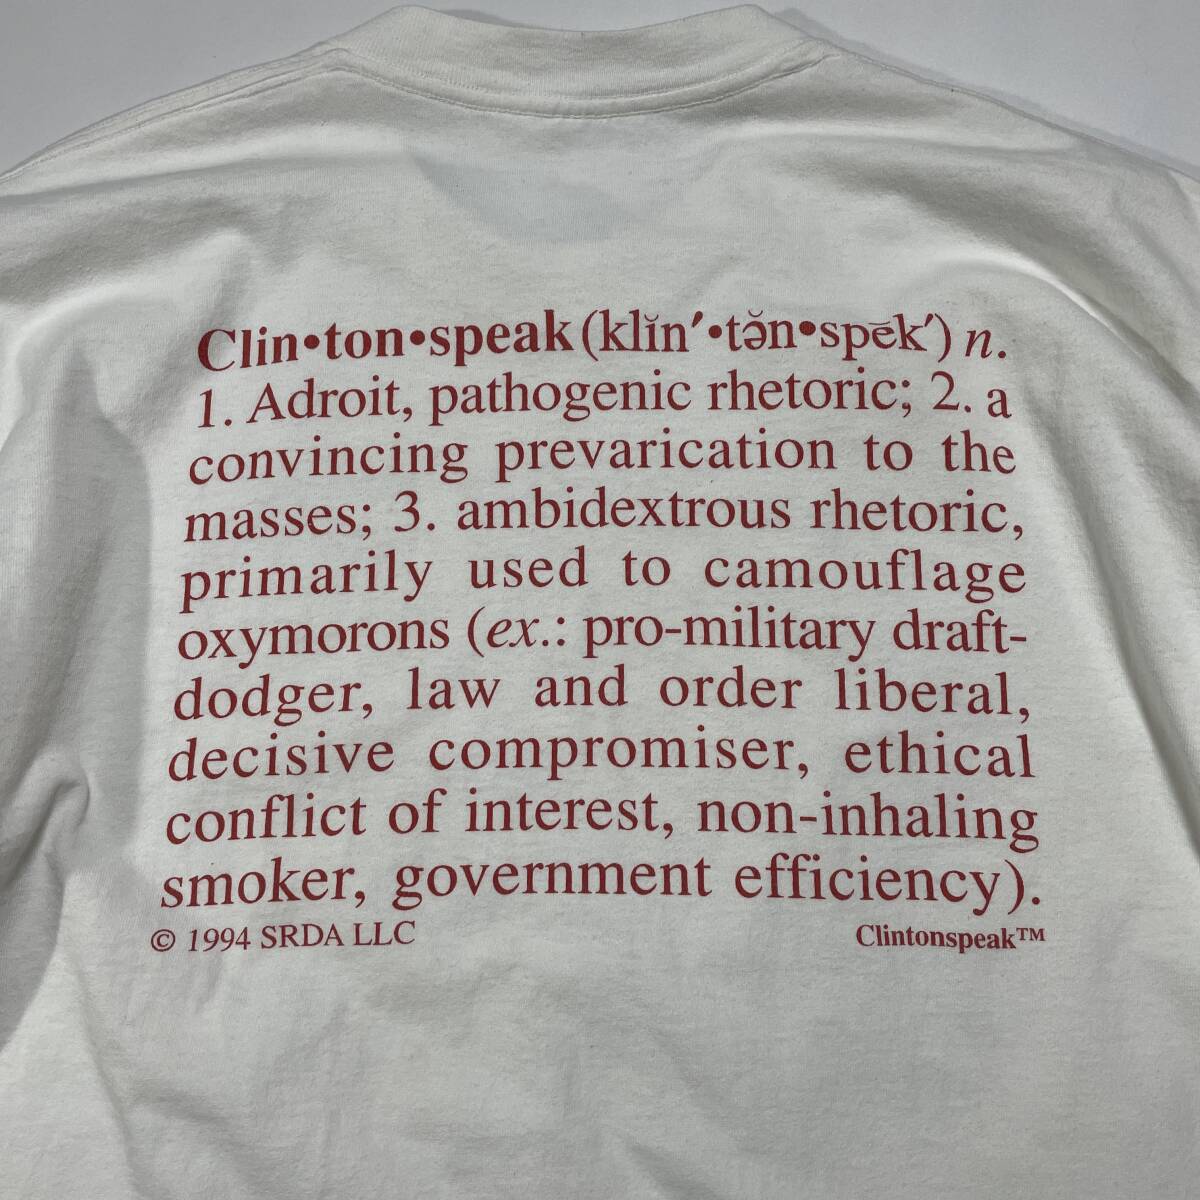 Clin•ton•speak (klĭn′•tə̆n•spēk′) n.
1. Adroit, pathogenic rhetoric; 2. a
convincing prevarication to the
masses; 3. ambidextrous rhetoric,
primarily used to camouflage
oxymorons (ex.: pro-military draft-
dodger, law and order liberal,
decisive compromiser, ethical
conflict of interest, non-inhaling
smoker, government efficiency).
© 1994 SRDA LLC
Clintonspeak™